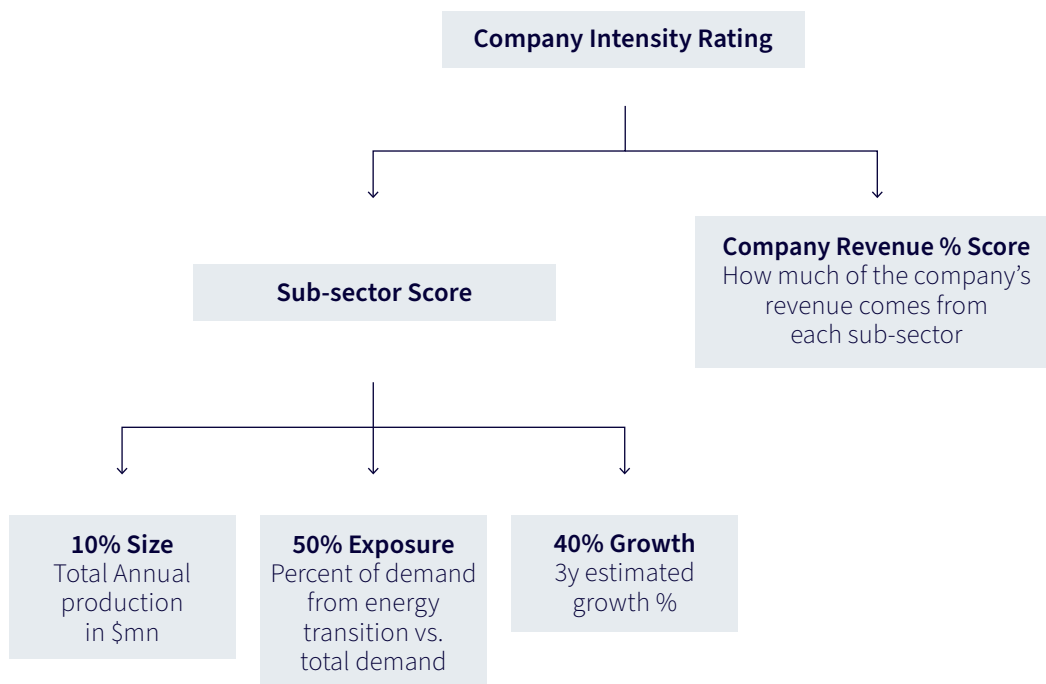 Company Intensity Rating
Sub-sector Score
Company Revenue % Score
How much of the company’s
revenue comes from
each sub-sector
10% Size
Total Annual
production
in $mn
50% Exposure
Percent of demand
from energy
transition vs.
total demand
40% Growth
3y estimated
growth %